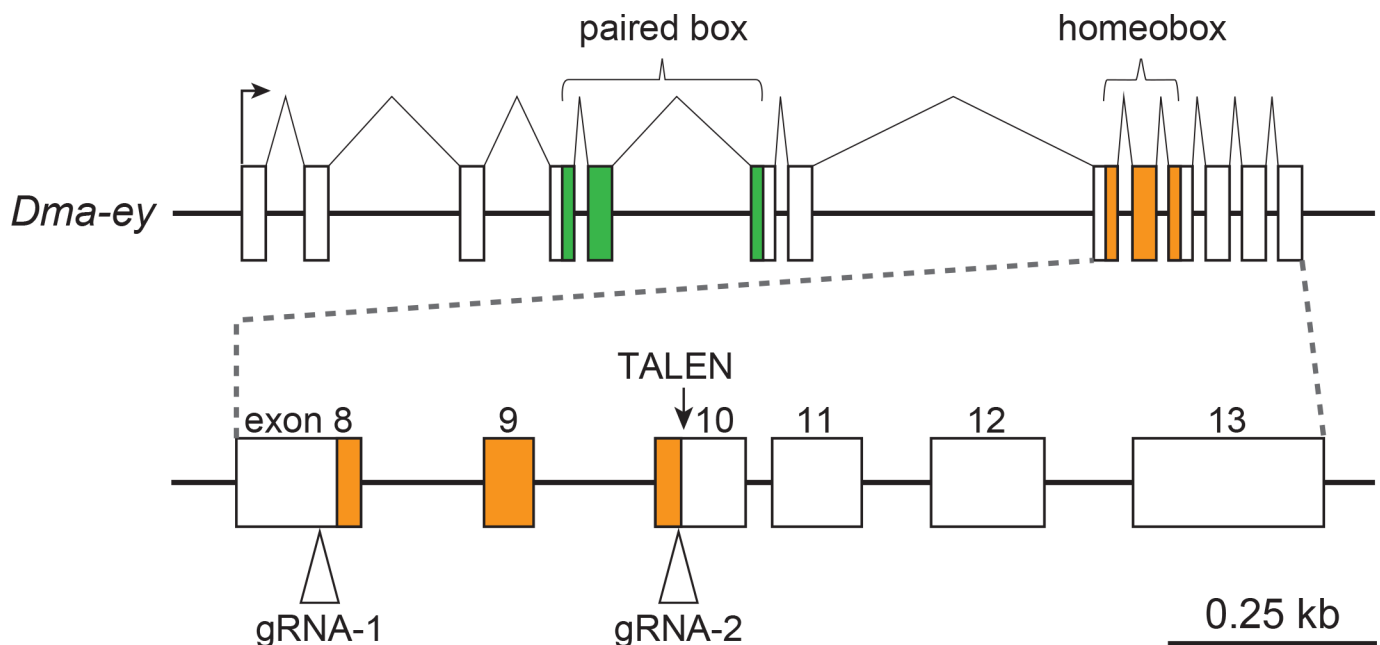 paired box homeobox
Dma-ey
TALEN
exon 8 9 10 11 12 13
gRNA-1 gRNA-2
0.25 kb